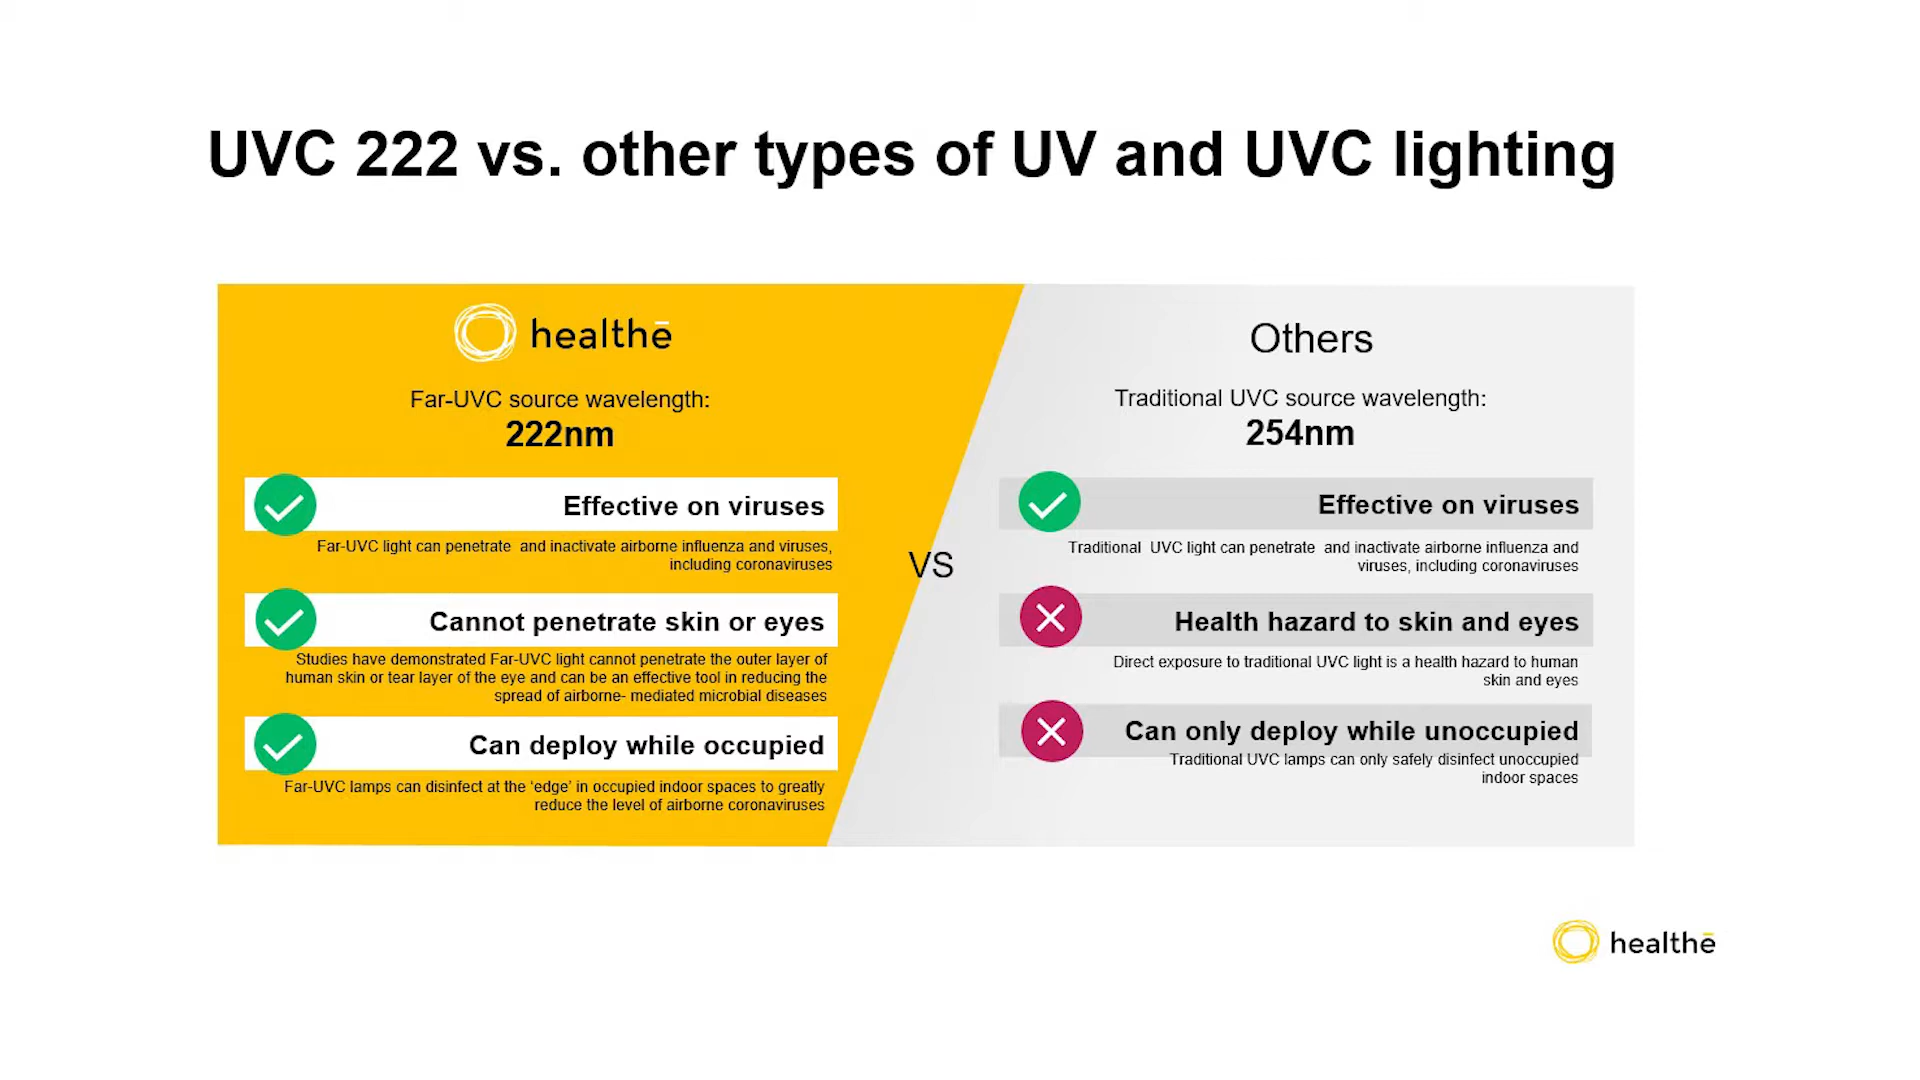 UVC 222 vs. other types of UV and UVC lighting
healthē
Far-UVC source wavelength:
222nm
Effective on viruses
Far-UVC light can penetrate and inactivate airborne influenza and viruses,
including coronaviruses
Cannot penetrate skin or eyes
Studies have demonstrated Far-UVC light cannot penetrate the outer layer of
human skin or tear layer of the eye and can be an effective tool in reducing the
spread of airborne- mediated microbial diseases
Can deploy while occupied
Far-UVC lamps can disinfect at the ‘edge’ in occupied indoor spaces to greatly
reduce the level of airborne coronaviruses
VS
Others
Traditional UVC source wavelength:
254nm
Effective on viruses
Traditional UVC light can penetrate and inactivate airborne influenza and
viruses, including coronaviruses
Health hazard to skin and eyes
Direct exposure to traditional UVC light is a health hazard to human
skin and eyes
Can only deploy while unoccupied
Traditional UVC lamps can only safely disinfect unoccupied
indoor spaces
healthē